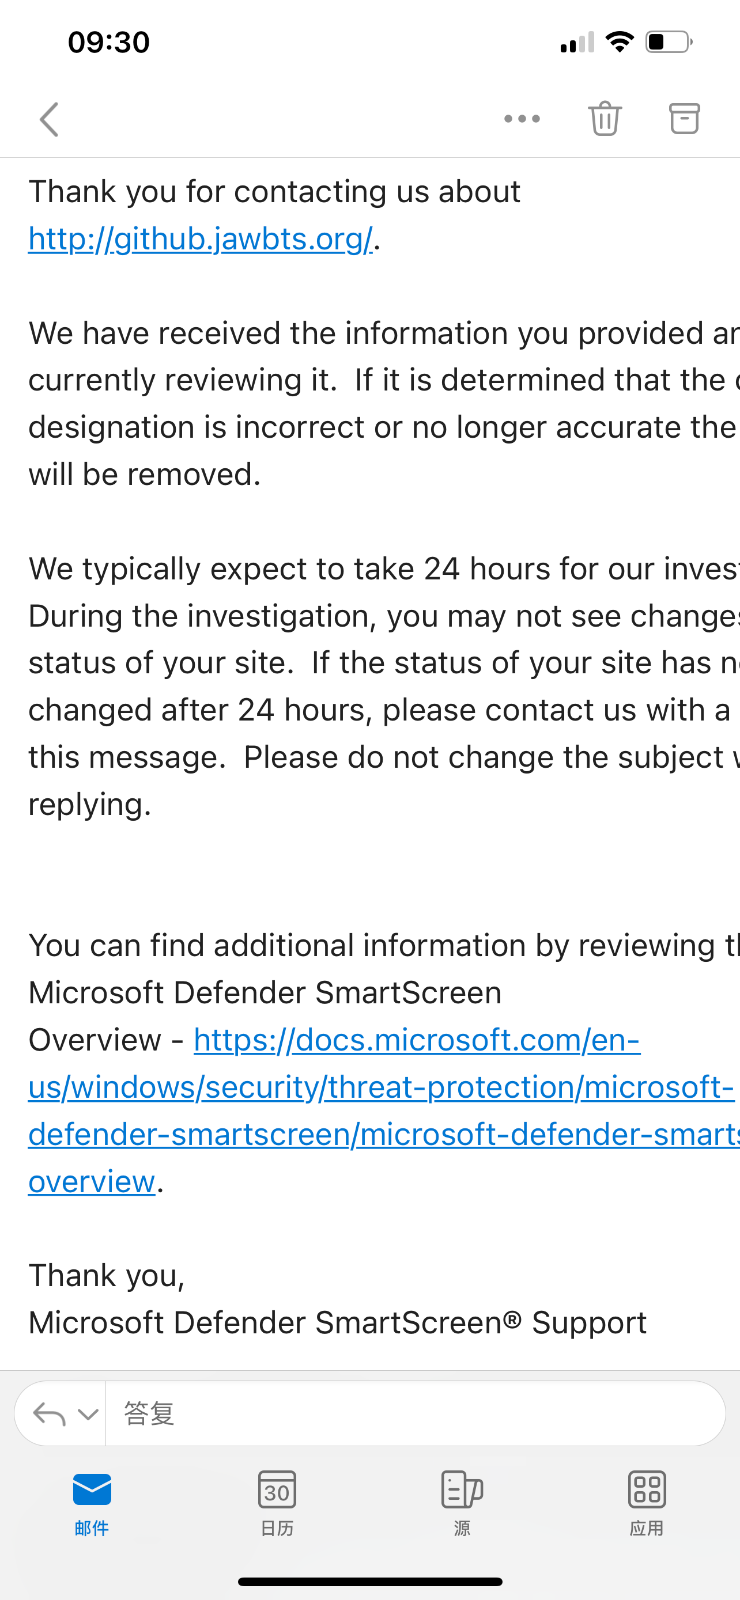 09:30
Thank you for contacting us about
http://github.jawbts.org/.
We have received the information you provided
currently reviewing it.  If it is determined that the
designation is incorrect or no longer accurate the
will be removed.
We typically expect to take 24 hours for our
During the investigation, you may not see
status of your site.  If the status of your site has
changed after 24 hours, please contact us with a
this message.  Please do not change the subject
replying.
You can find additional information by reviewing
Microsoft Defender SmartScreen
Overview - https://docs.microsoft.com/en-
us/windows/security/threat-protection/microsoft-
defender-smartscreen/microsoft-defender-smarts
overview.
Thank you,
Microsoft Defender SmartScreen® Support
答复
30
邮件 日历 源 应用